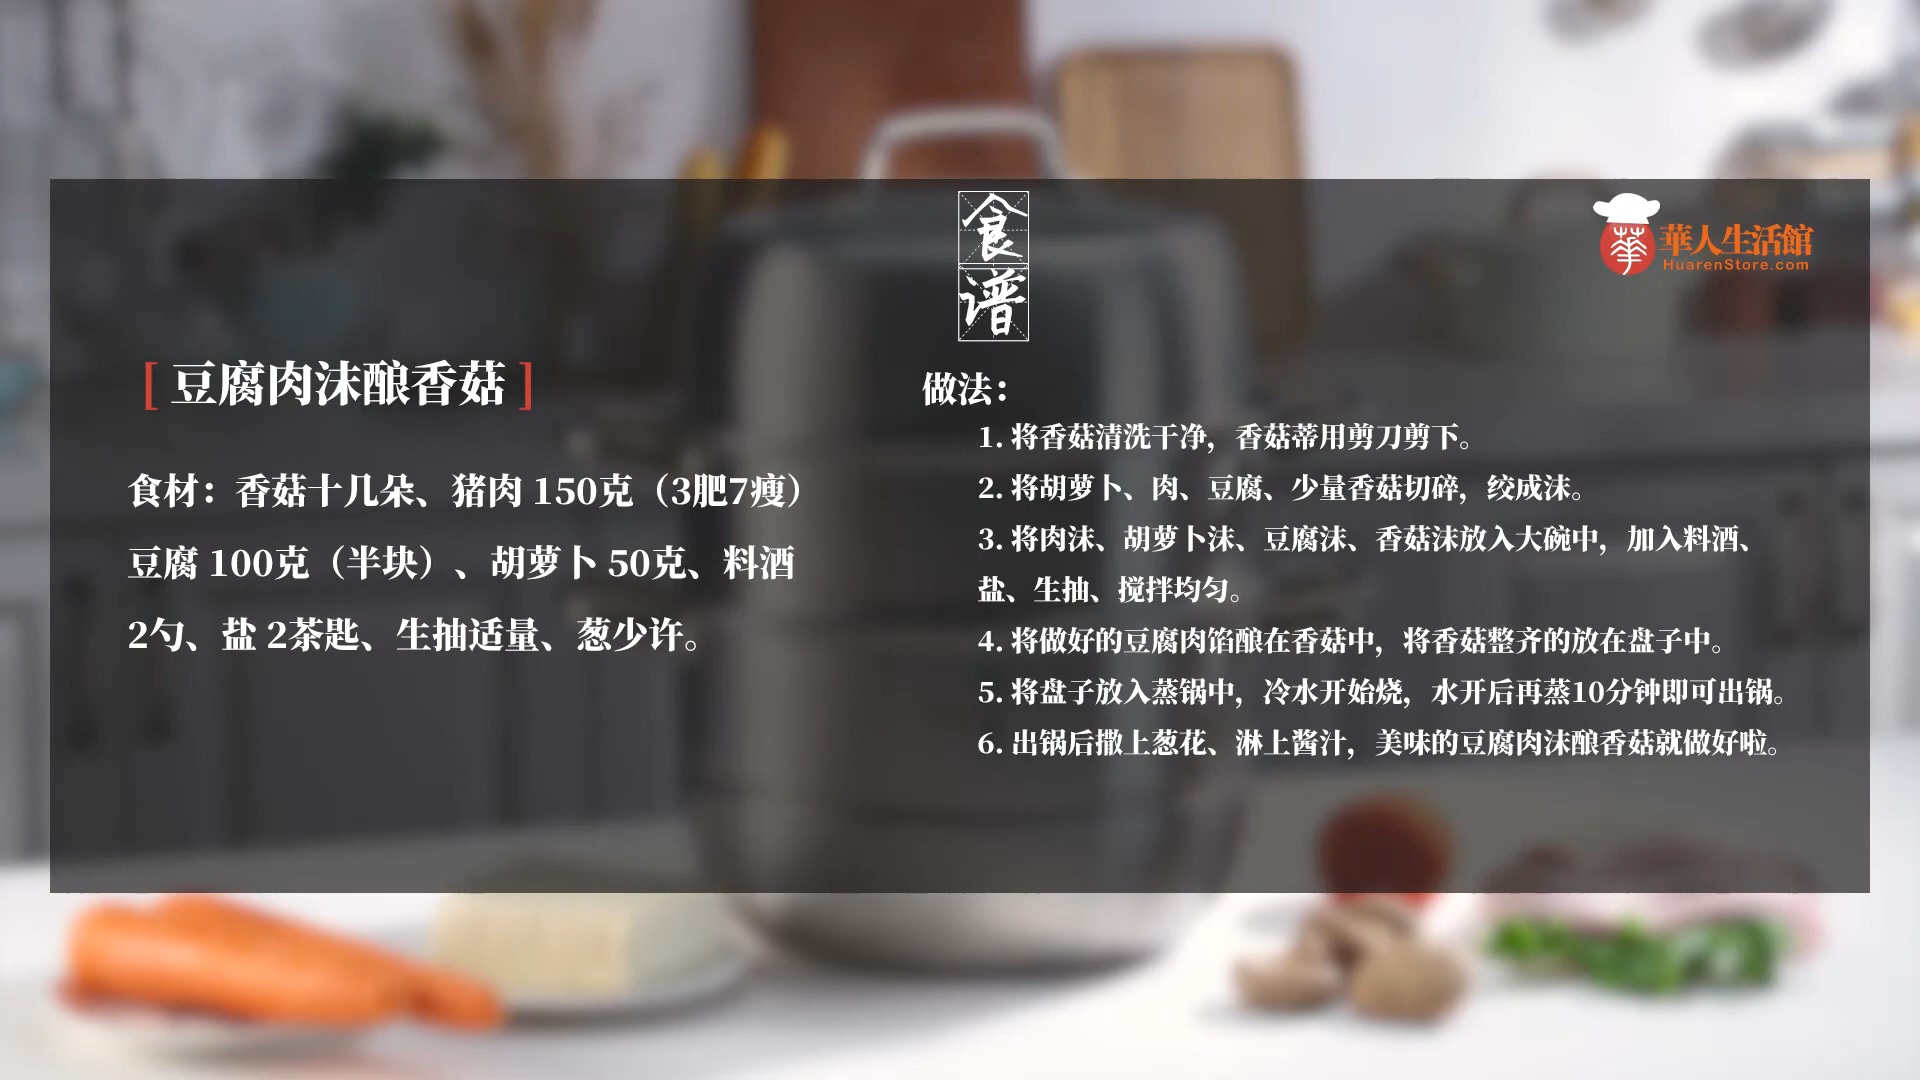 食谱
華
華人生活館
HuarenStore.com
[ 豆腐肉沫酿香菇 ]
食材：香菇十几朵、猪肉 150克（3肥7瘦）
豆腐 100克（半块）、胡萝卜 50克、料酒
2勺、盐 2茶匙、生抽适量、葱少许。
做法：
1. 将香菇清洗干净，香菇蒂用剪刀剪下。
2. 将胡萝卜、肉、豆腐、少量香菇切碎，绞成沫。
3. 将肉沫、胡萝卜沫、豆腐沫、香菇沫放入大碗中，加入料酒、
盐、生抽、搅拌均匀。
4. 将做好的豆腐肉馅酿在香菇中，将香菇整齐的放在盘子中。
5. 将盘子放入蒸锅中，冷水开始烧，水开后再蒸10分钟即可出锅。
6. 出锅后撒上葱花、淋上酱汁，美味的豆腐肉沫酿香菇就做好啦。